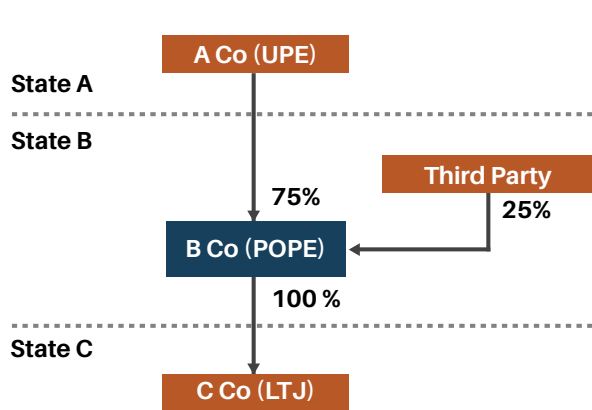 A Co (UPE)
State A
State B
Third Party
75%
25%
B Co (POPE)
100 %
State C
C Co (LTJ)